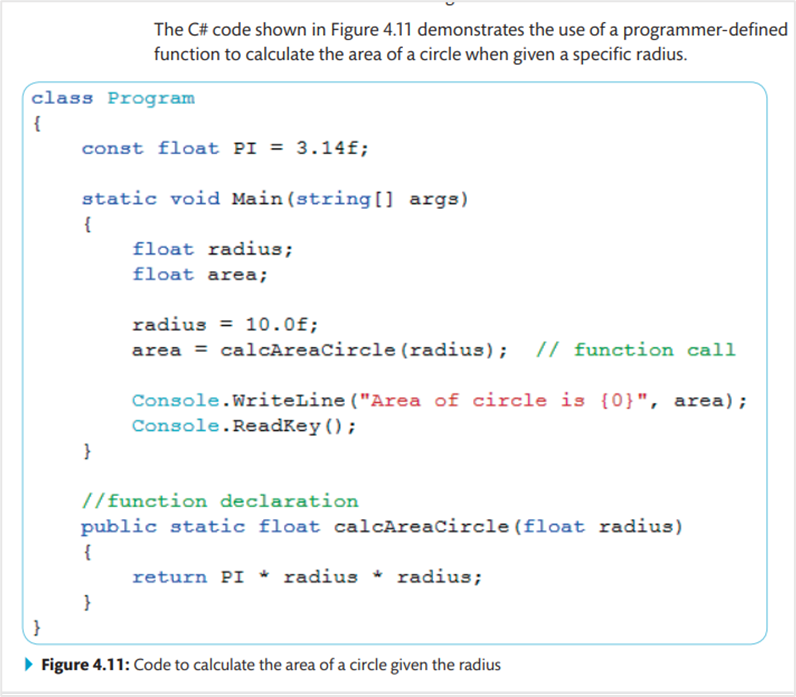 The C# code shown in Figure 4.11 demonstrates the use of a programmer-defined
function to calculate the area of a circle when given a specific radius.
class Program
{
    const float PI = 3.14f;
    static void Main(string[] args)
    {
        float radius;
        float area;
        radius = 10.0f;
        area = calcAreaCircle(radius);  // function call
        Console.WriteLine("Area of circle is {0}", area);
        Console.ReadKey();
    }
    //function declaration
    public static float calcAreaCircle(float radius)
    {
        return PI * radius * radius;
    }
}
Figure 4.11: Code to calculate the area of a circle given the radius